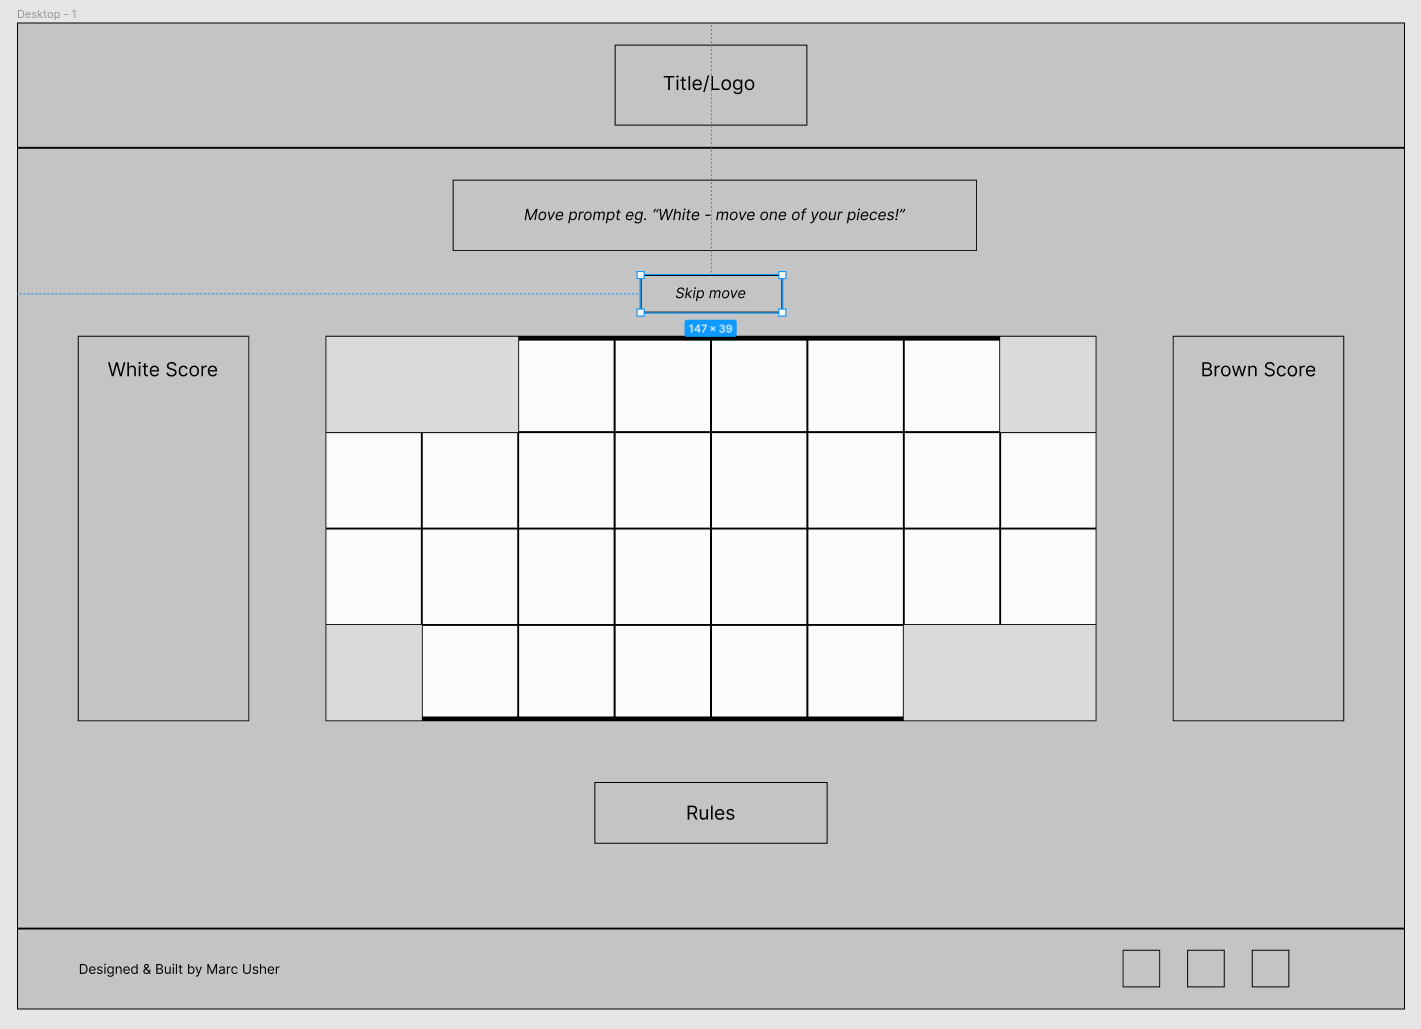 Desktop - 1
Title/Logo
Move prompt eg. “White - move one of your pieces!”
Skip move
147 × 39
White Score
Brown Score
Rules
Designed & Built by Marc Usher